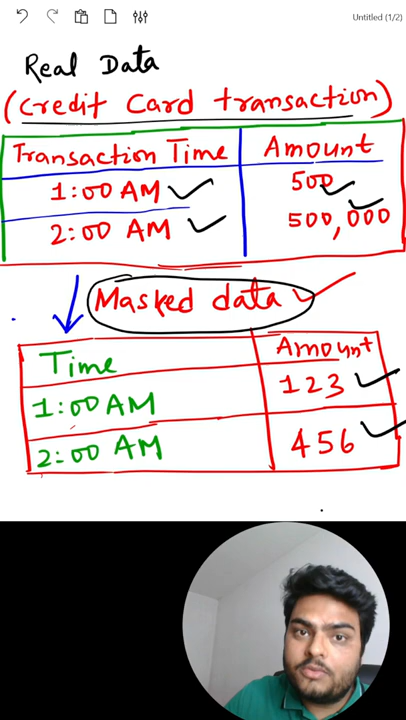 Untitled (1/2)
Real Data
(Credit Card transaction)
Transaction Time Amount
1:00 AM 500
2:00 AM 500,000
Masked data
Time Amount
1:00 AM 123
2:00 AM 456